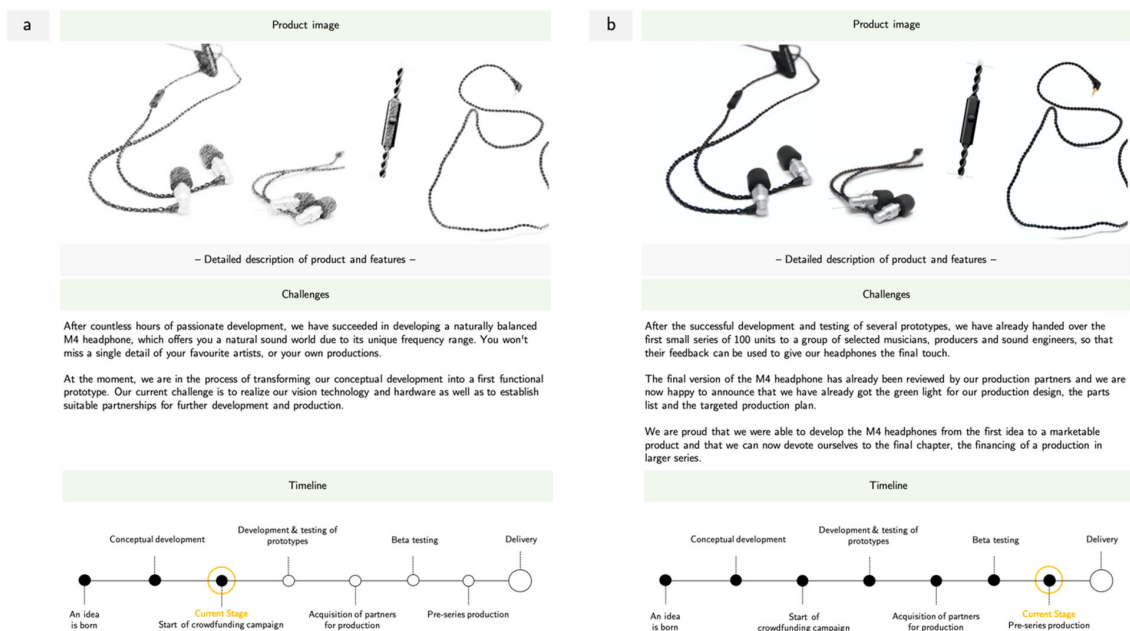 a
Product image
– Detailed description of product and features –
Challenges
After countless hours of passionate development, we have succeeded in developing a naturally balanced
M4 headphone, which offers you a natural sound world due to its unique frequency range. You won't
miss a single detail of your favourite artists, or your own productions.
At the moment, we are in the process of transforming our conceptual development into a first functional
prototype. Our current challenge is to realize our vision technology and hardware as well as to establish
suitable partnerships for further development and production.
Timeline
Development & testing of
prototypes
Conceptual development
Beta testing
Delivery
An idea
is born
Current Stage
Start of crowdfunding campaign
Acquisition of partners
for production
Pre-series production
b
Product image
– Detailed description of product and features –
Challenges
After the successful development and testing of several prototypes, we have already handed over the
first small series of 100 units to a group of selected musicians, producers and sound engineers, so that
their feedback can be used to give our headphones the final touch.
The final version of the M4 headphone has already been reviewed by our production partners and we are
now happy to announce that we have already got the green light for our production design, the parts
list and the targeted production plan.
We are proud that we were able to develop the M4 headphones from the first idea to a marketable
product and that we can now devote ourselves to the final chapter, the financing of a production in
larger series.
Timeline
Development & testing of
prototypes
Conceptual development
Beta testing
Delivery
An idea
is born
Start of
crowdfunding campaign
Acquisition of partners
for production
Current Stage
Pre-series production